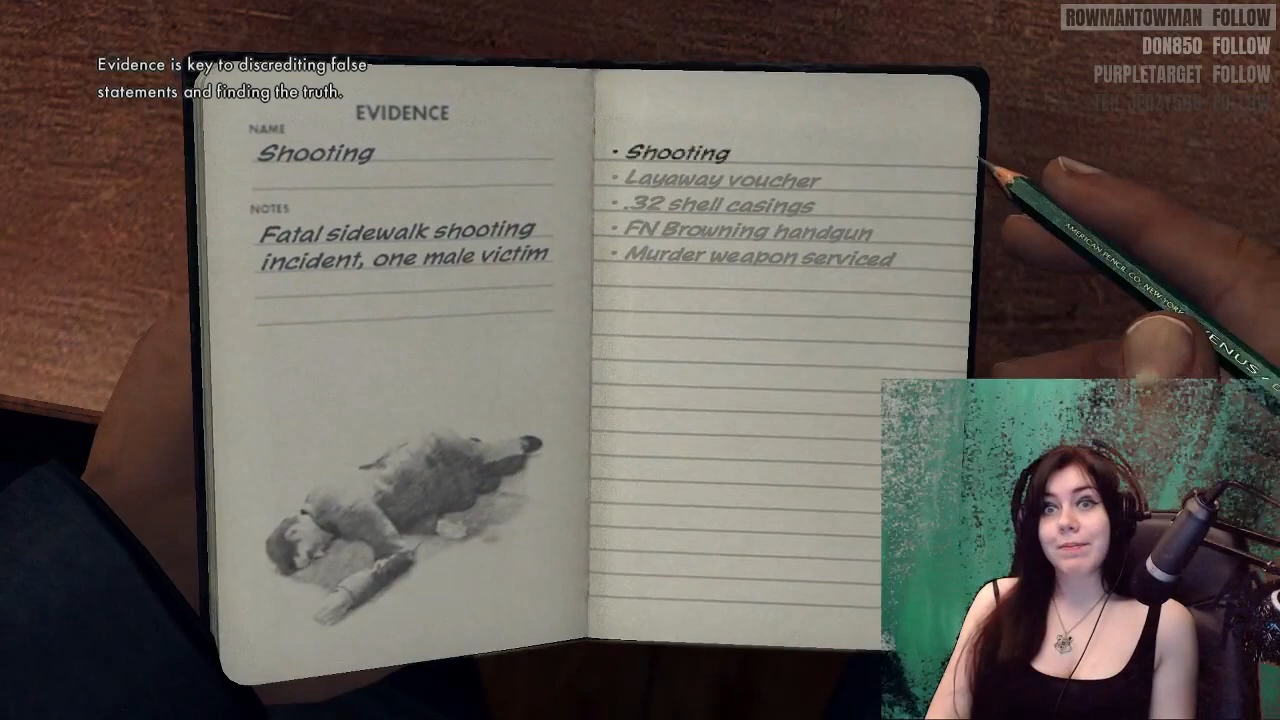 ROWMANTOWMAN FOLLOW
DON850 FOLLOW
PURPLETARGET FOLLOW
FOLLOW
Evidence is key to discrediting false
statements and finding the truth.
EVIDENCE
NAME
Shooting
NOTES
Fatal sidewalk shooting
incident, one male victim
• Shooting
• Layaway voucher
• .32 shell casings
• FN Browning handgun
• Murder weapon serviced
AMERICAN PENCIL CO. NEW YORK
VENUS